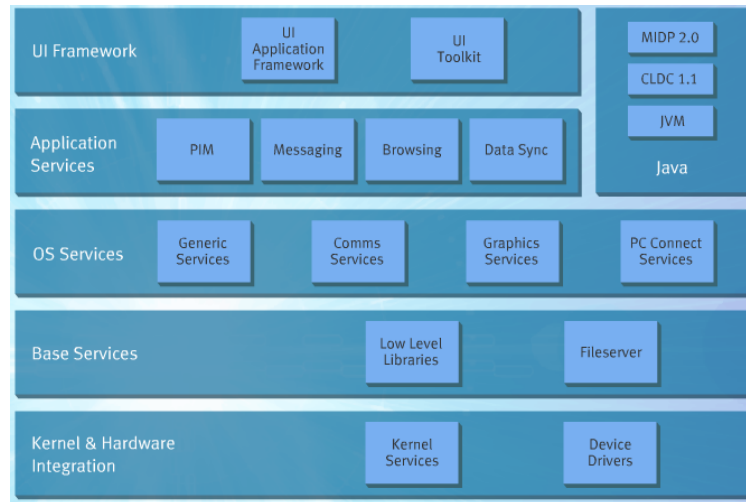 UI Framework
UI
Application
Framework
UI
Toolkit
MIDP 2.0
CLDC 1.1
JVM
Java
Application
Services
PIM
Messaging
Browsing
Data Sync
OS Services
Generic
Services
Comms
Services
Graphics
Services
PC Connect
Services
Base Services
Low Level
Libraries
Fileserver
Kernel & Hardware
Integration
Kernel
Services
Device
Drivers